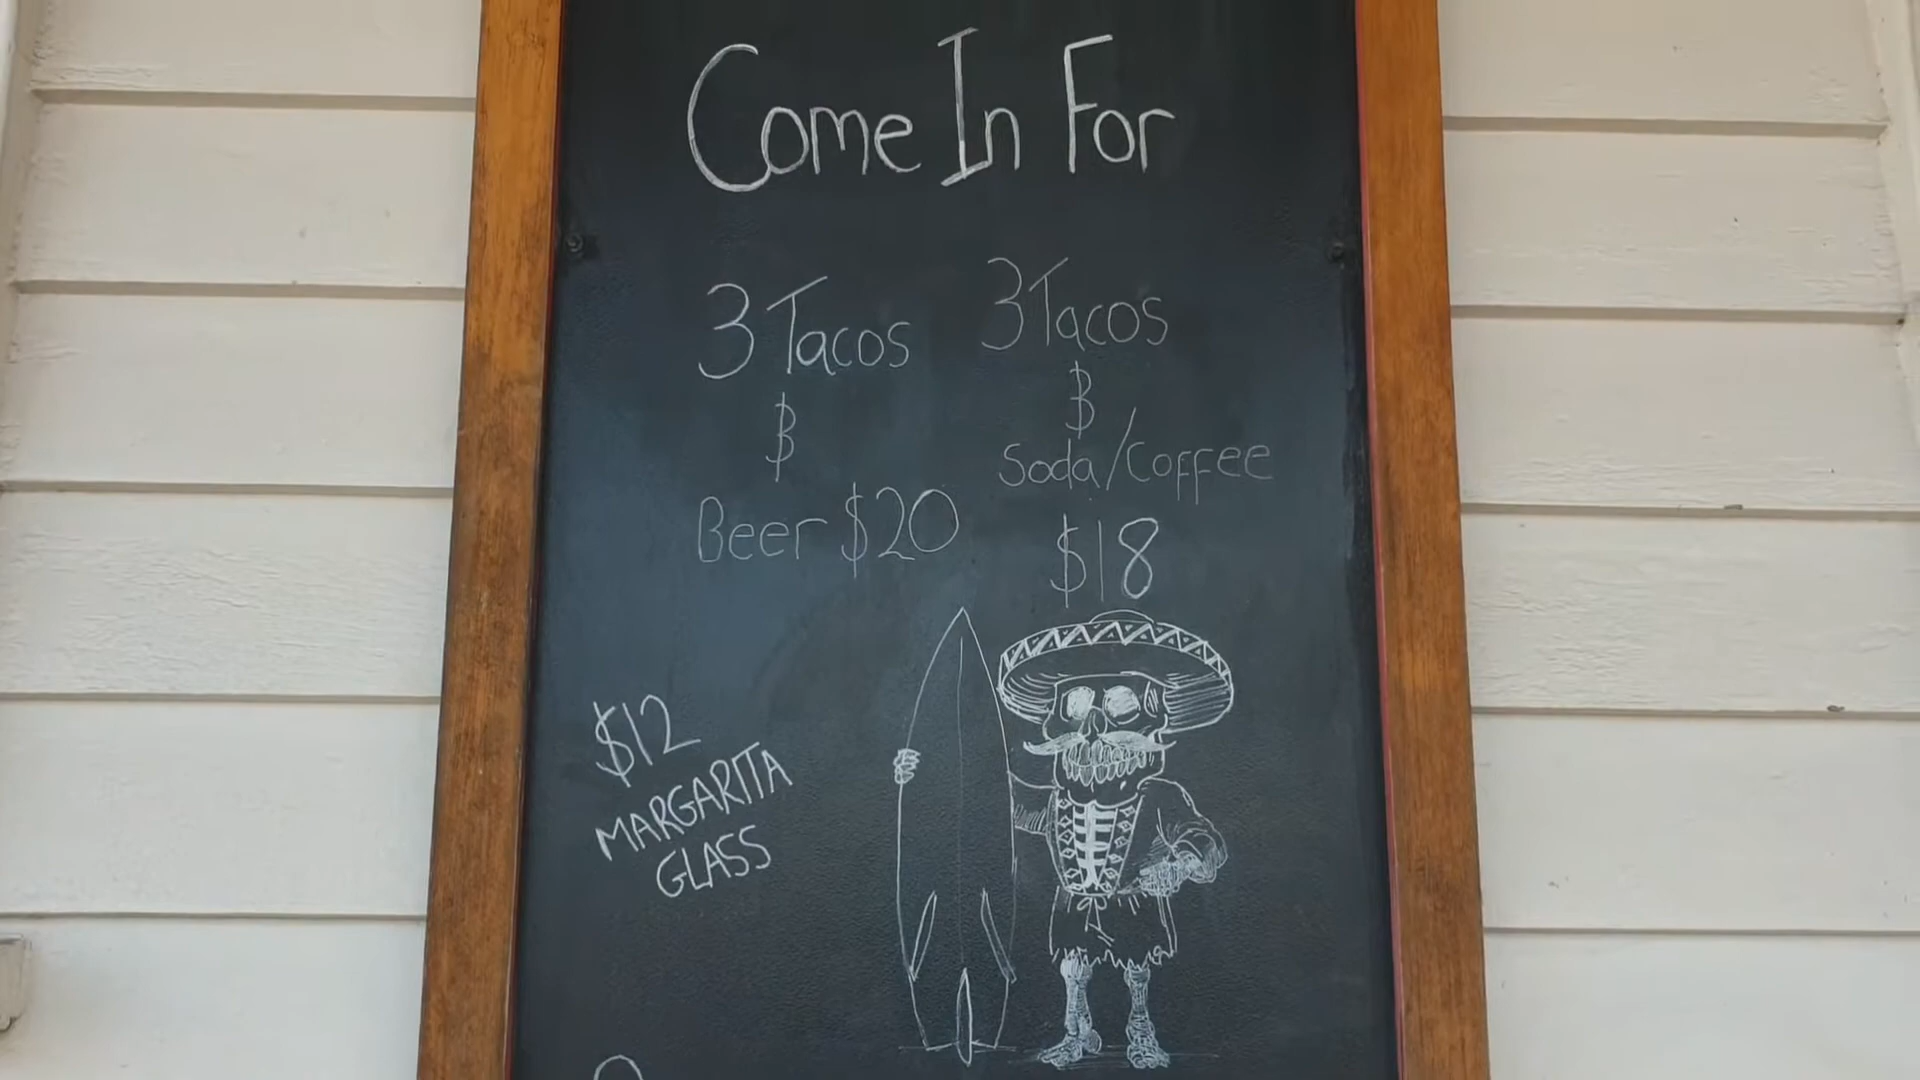 Come In For
3 Tacos
&
Beer $20
3 Tacos
&
Soda/Coffee
$18
$12
MARGARITA
GLASS